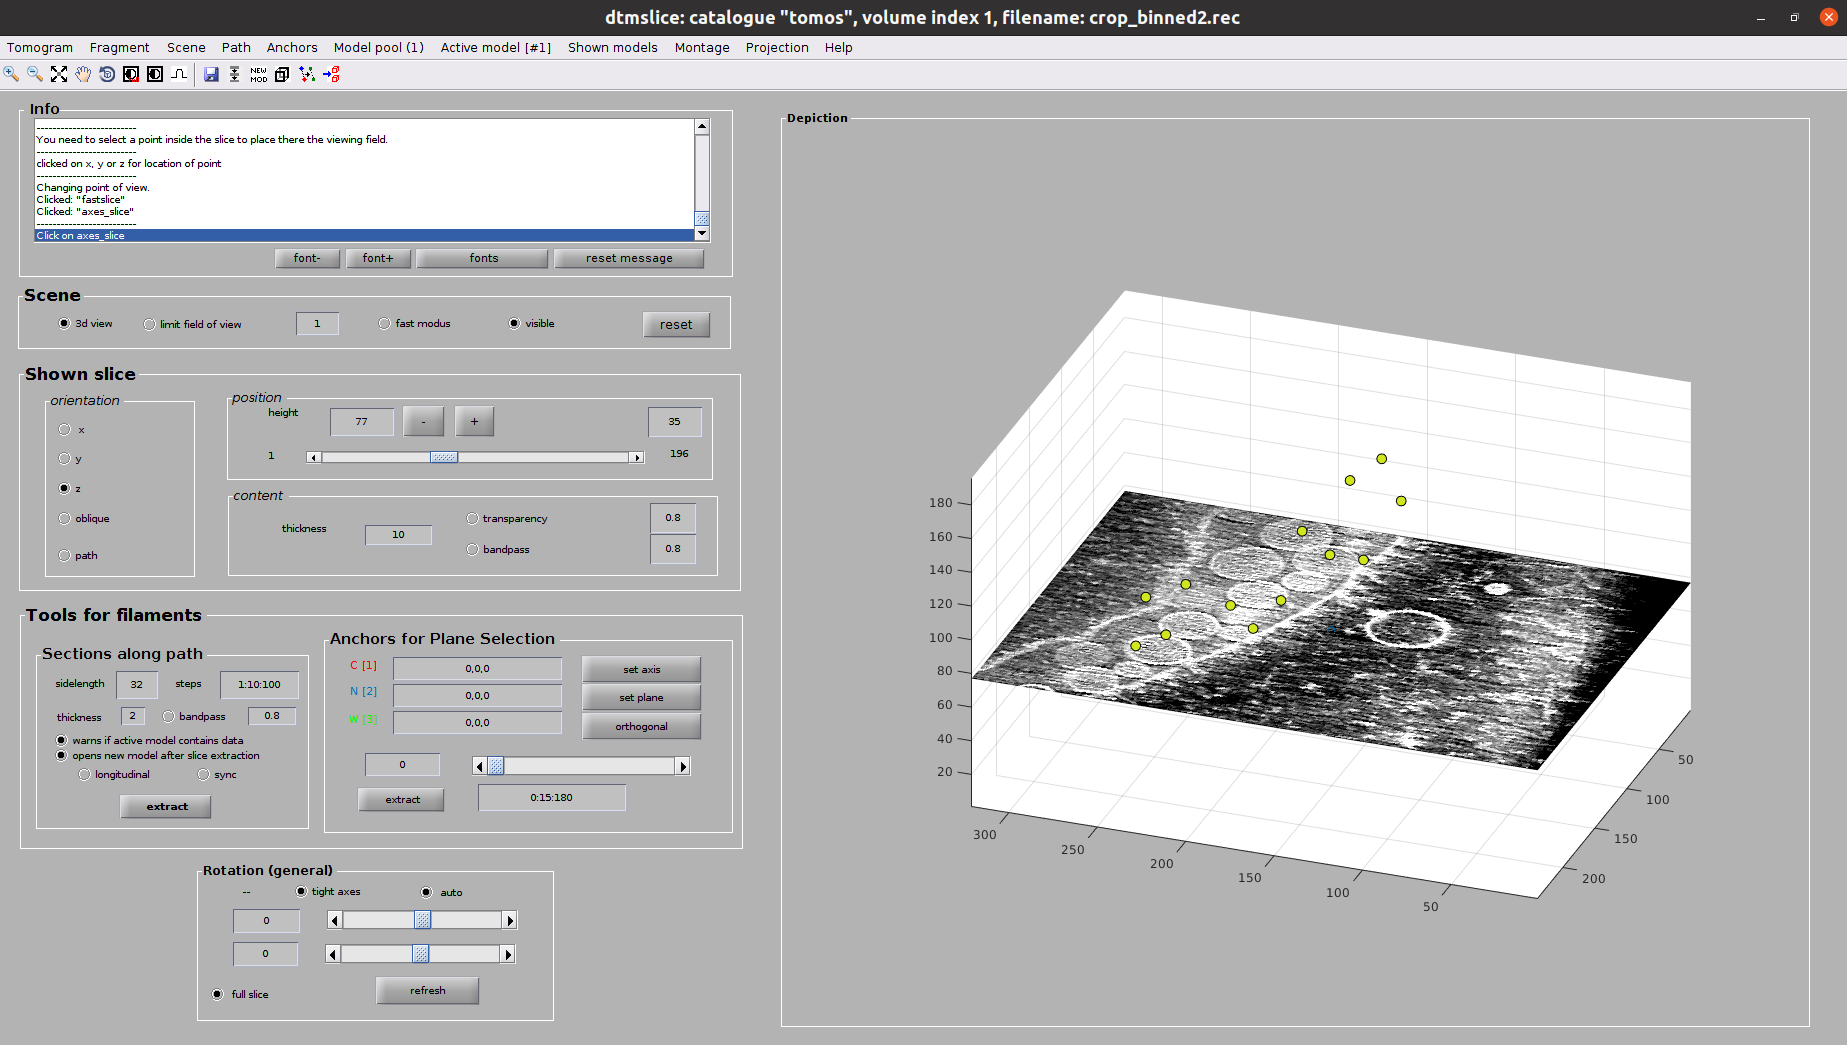 dtmslice: catalogue "tomos", volume index 1, filename: crop_binned2.rec
Tomogram Fragment Scene Path Anchors Model pool (1) Active model [#1] Shown models Montage Projection Help
NEW MOD
Info
-------------------------
You need to select a point inside the slice to place there the viewing field.
-------------------------
clicked on x, y or z for location of point
-------------------------
Changing point of view.
Clicked: "fastslice"
Clicked: "axes_slice"
-------------------------
Click on axes_slice
font- font+ fonts reset message
Scene
3d view limit field of view 1 fast modus visible reset
Shown slice
orientation
x
y
z
oblique
path
position
height 77 - + 35
1 196
content
thickness 10
transparency 0.8
bandpass 0.8
Tools for filaments
Sections along path
sidelength 32 steps 1:10:100
thickness 2 bandpass 0.8
warns if active model contains data
opens new model after slice extraction
longitudinal sync
extract
Anchors for Plane Selection
C [1] 0,0,0 set axis
N [2] 0,0,0 set plane
W [3] 0,0,0 orthogonal
0
extract 0:15:180
Rotation (general)
-- tight axes auto
0
0
full slice refresh
Depiction
180
160
140
120
100
80
60
40
20
300
250
200
150
100
50
50
100
150
200